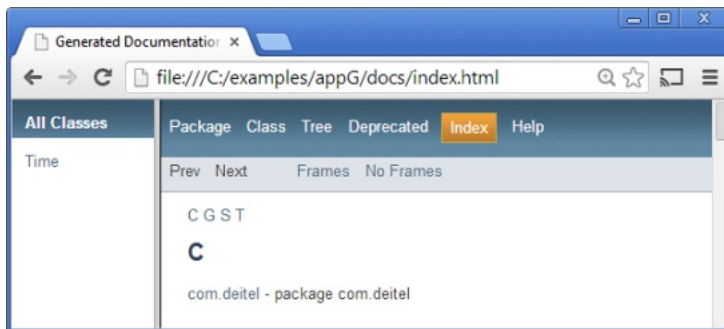 Generated Documentation
file:///C:/examples/appG/docs/index.html
All Classes
Time
Package Class Tree Deprecated Index Help
Prev Next Frames No Frames
C G S T
C
com.deitel - package com.deitel